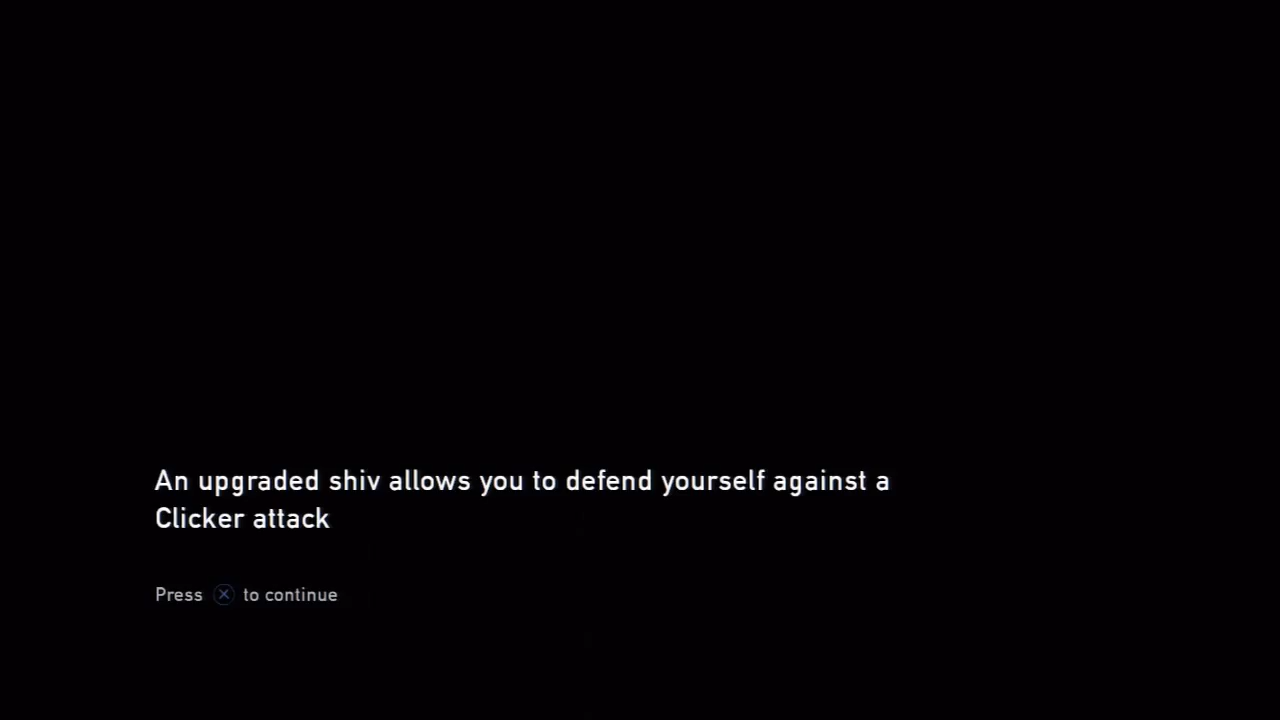 An upgraded shiv allows you to defend yourself against a
Clicker attack
Press ⓧ to continue